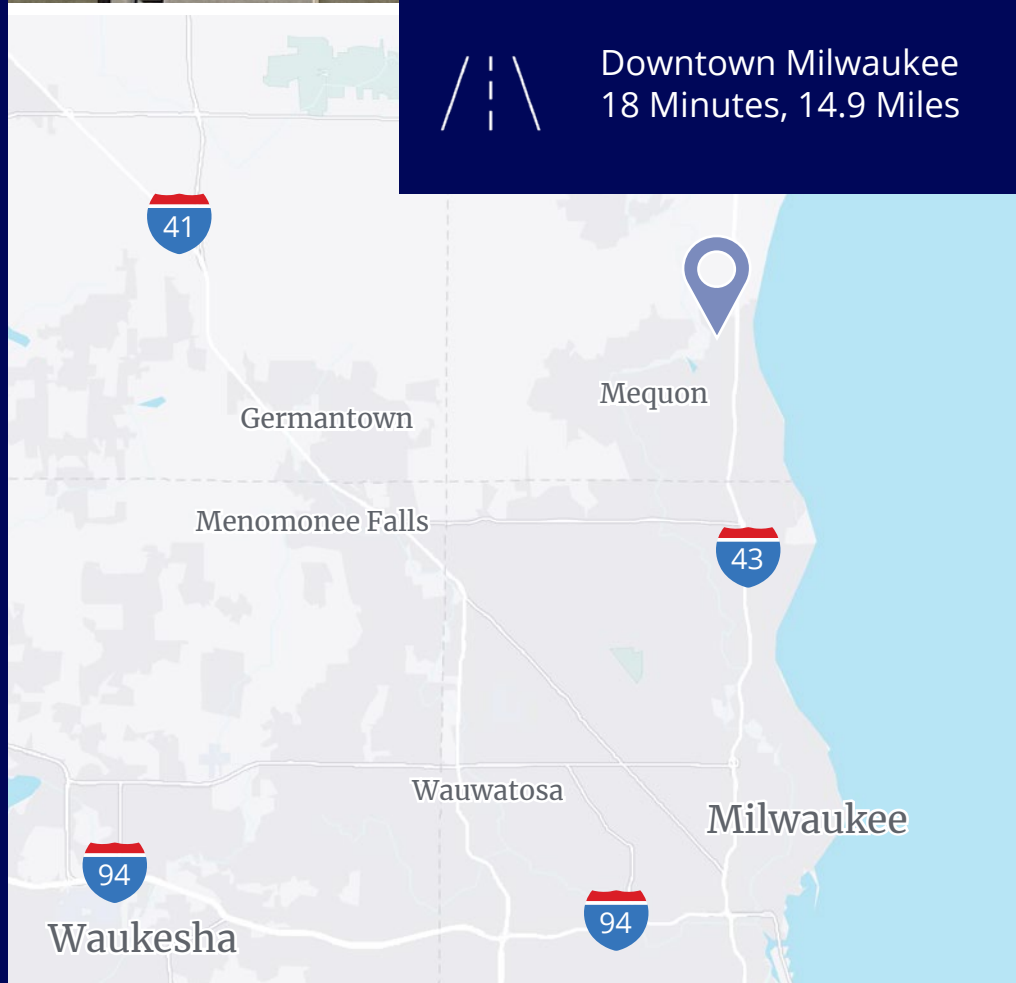 Downtown Milwaukee
18 Minutes, 14.9 Miles
41
Mequon
Germantown
Menomonee Falls
43
Wauwatosa
Milwaukee
94
94
Waukesha